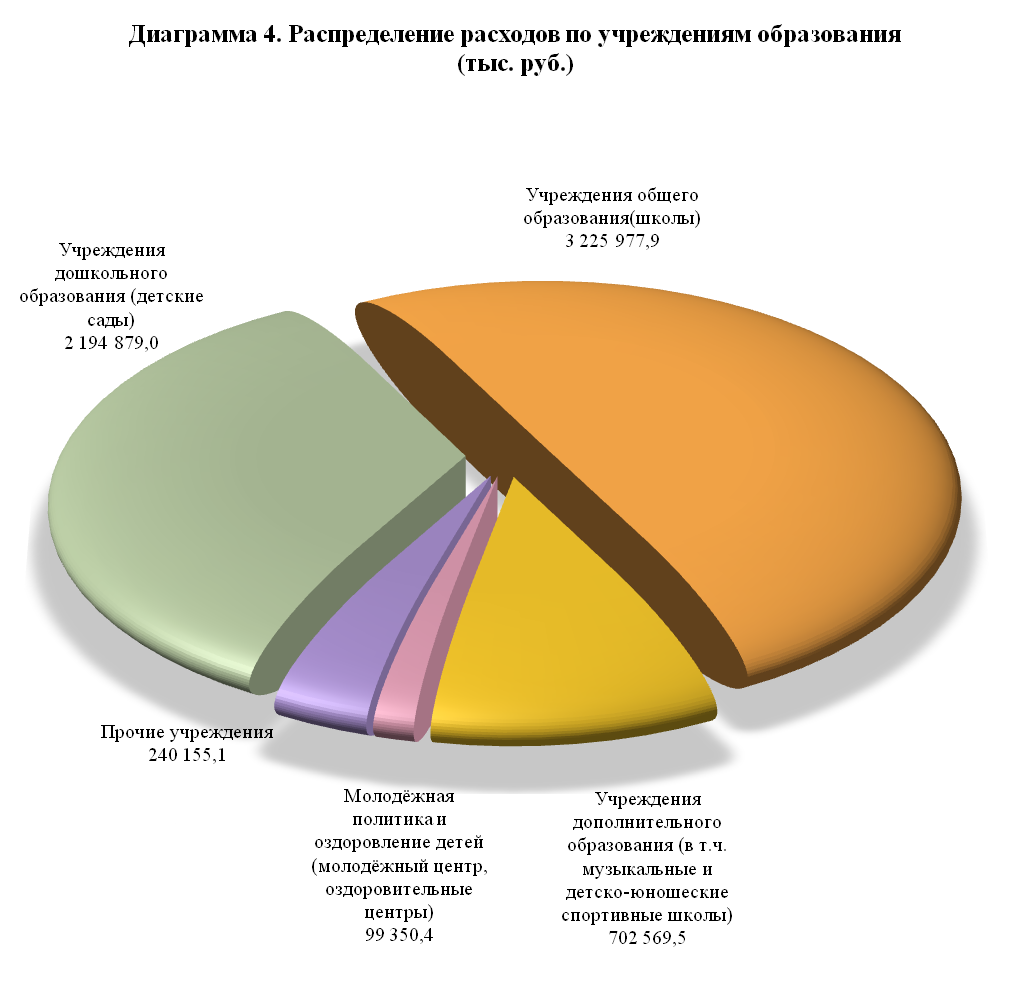 Диаграмма 4. Распределение расходов по учреждениям образования
(тыс. руб.)
Учреждения общего
образования(школы)
3 225 977,9
Учреждения
дошкольного
образования (детские
сады)
2 194 879,0
Прочие учреждения
240 155,1
Молодёжная
политика и
оздоровление детей
(молодёжный центр,
оздоровительные
центры)
99 350,4
Учреждения
дополнительного
образования (в т.ч.
музыкальные и
детско-юношеские
спортивные школы)
702 569,5